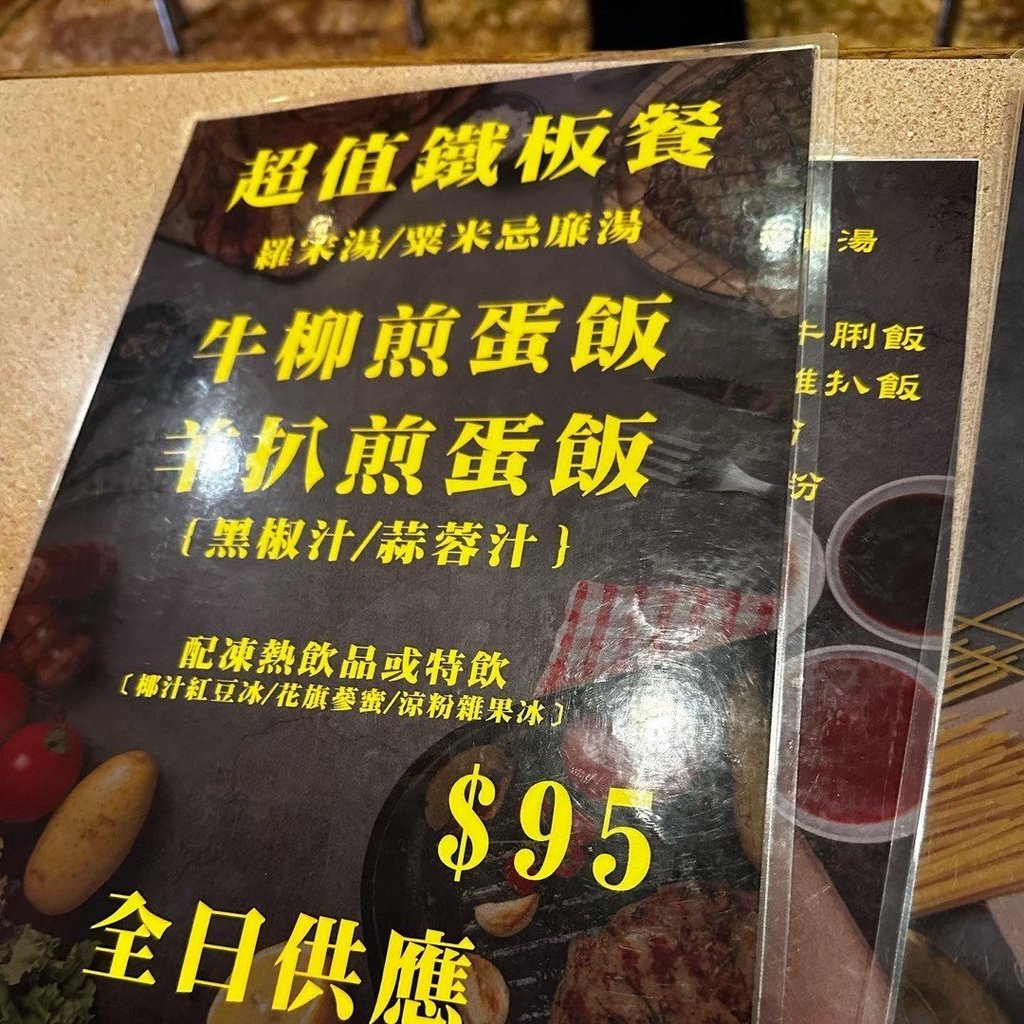 超值鐵板餐
羅宋湯/粟米忌廉湯
牛柳煎蛋飯
羊扒煎蛋飯
{黑椒汁/蒜蓉汁}
配凍熱飲品或特飲
〔椰汁紅豆冰/花旗蔘蜜/涼粉雜果冰〕
$95
全日供應
湯
牛脷飯
扒飯
粉